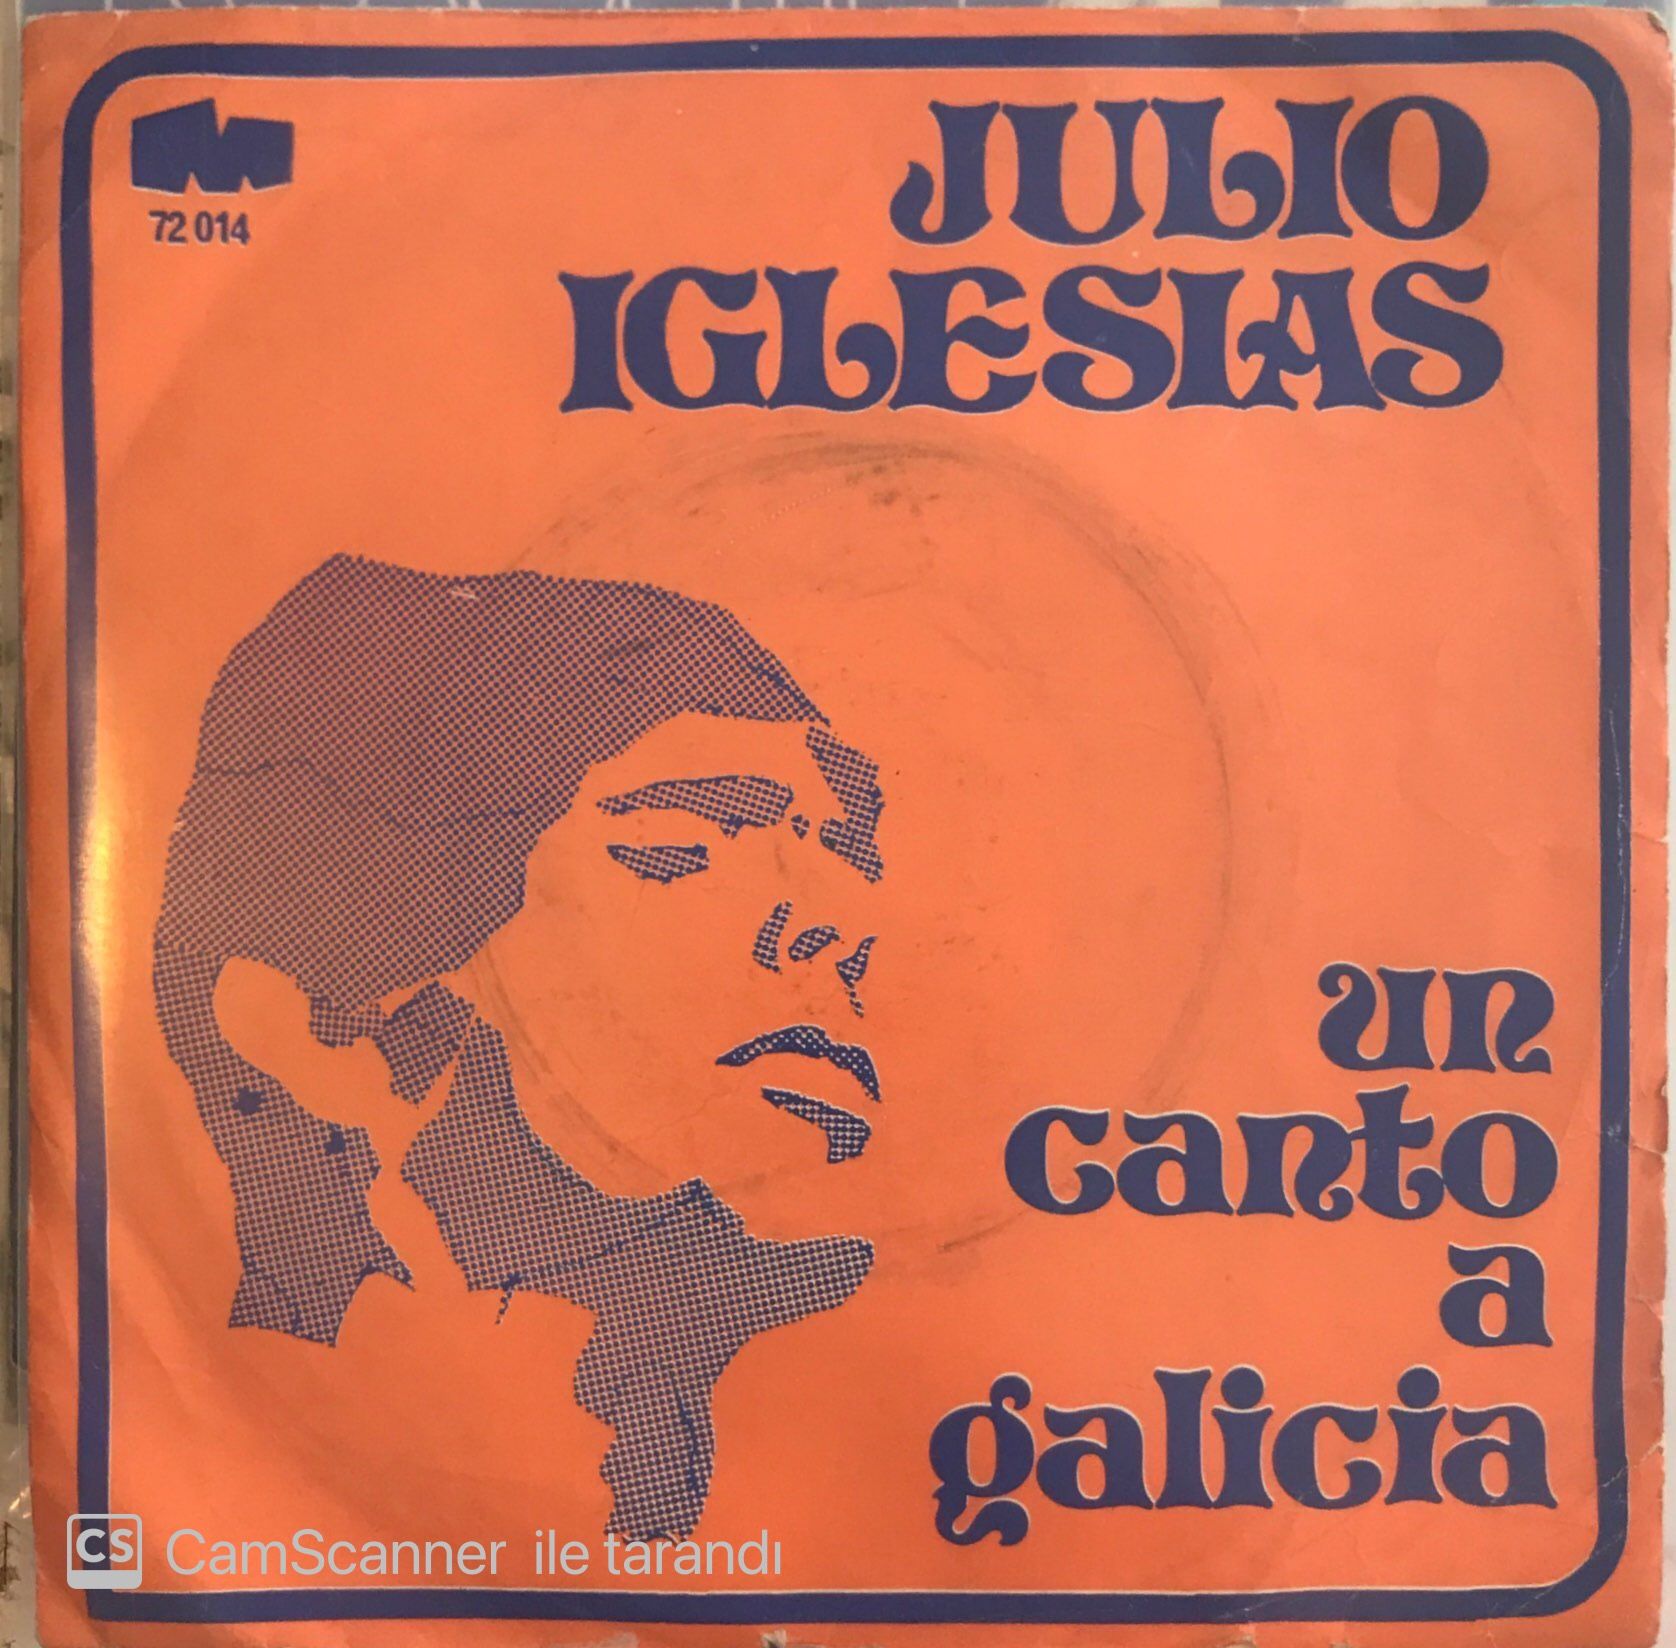 72 014
JULIO
IGLESIAS
un
canto
a
galicia
CS CamScanner ile tarandı